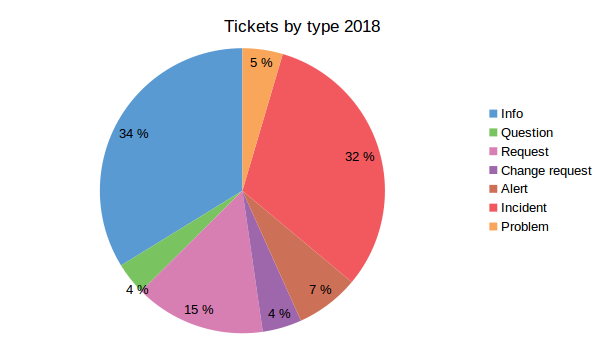 Tickets by type 2018
5 %
34 %
32 %
7 %
4 %
15 %
4 %
Info
Question
Request
Change request
Alert
Incident
Problem